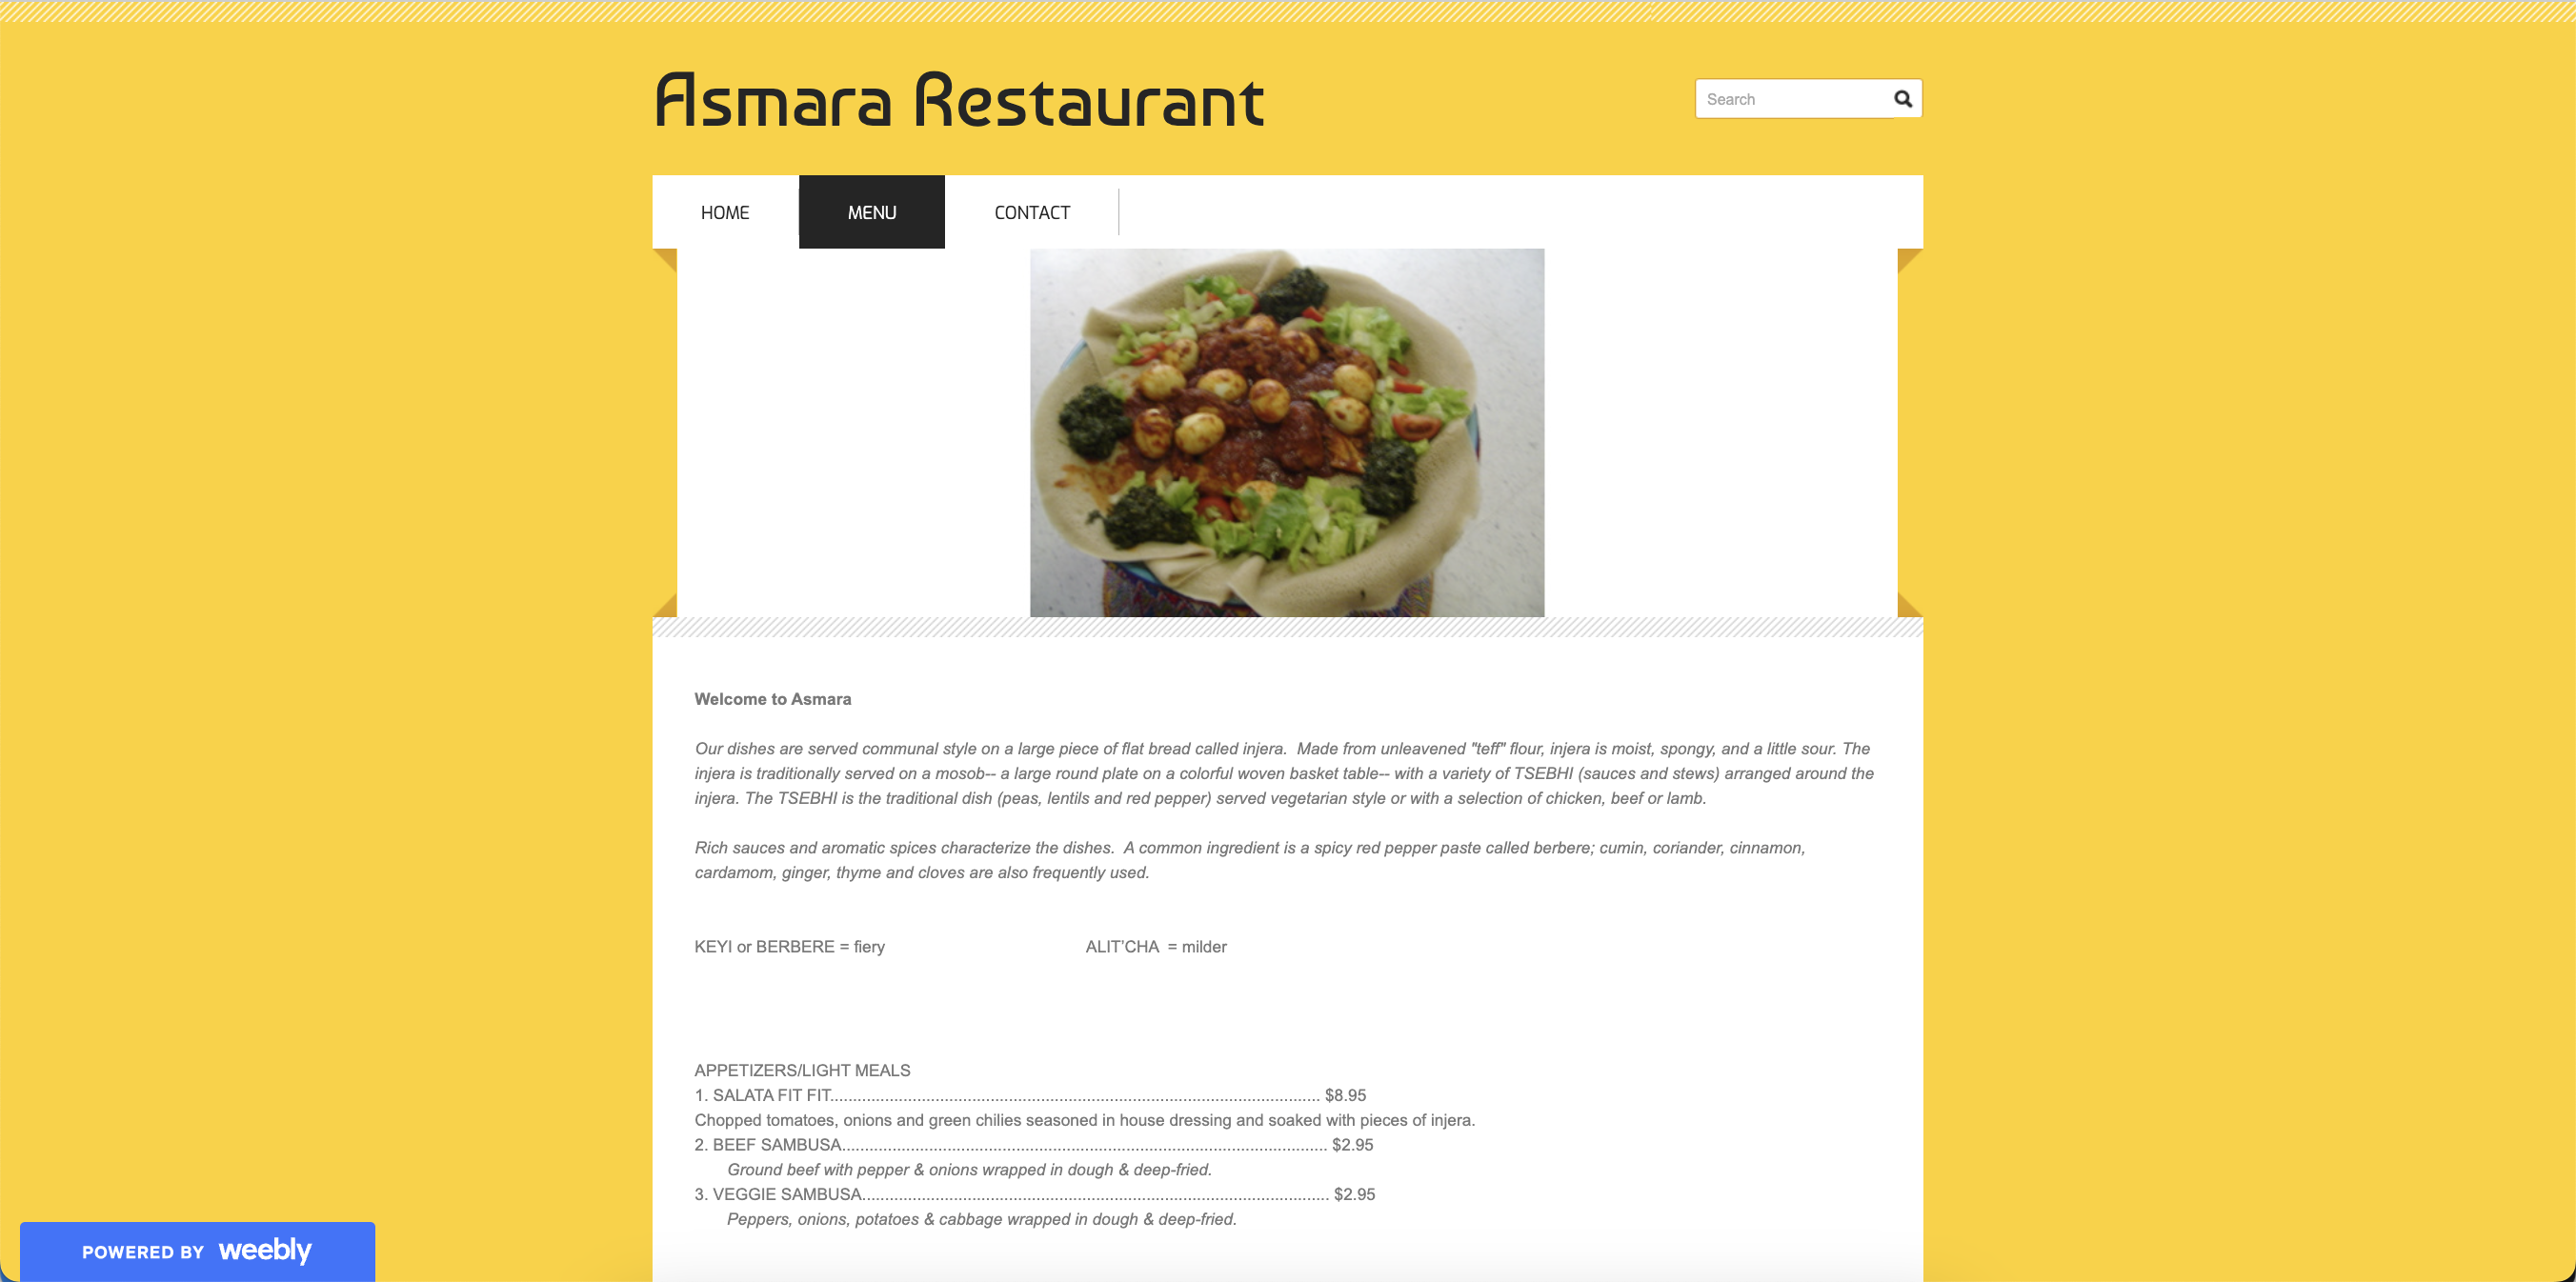 Asmara Restaurant
Search
HOME
MENU
CONTACT
Welcome to Asmara
Our dishes are served communal style on a large piece of flat bread called injera.  Made from unleavened "teff" flour, injera is moist, spongy, and a little sour. The
injera is traditionally served on a mosob-- a large round plate on a colorful woven basket table-- with a variety of TSEBHI (sauces and stews) arranged around the
injera. The TSEBHI is the traditional dish (peas, lentils and red pepper) served vegetarian style or with a selection of chicken, beef or lamb.
Rich sauces and aromatic spices characterize the dishes.  A common ingredient is a spicy red pepper paste called berbere; cumin, coriander, cinnamon,
cardamom, ginger, thyme and cloves are also frequently used.
KEYI or BERBERE = fiery ALIT’CHA  = milder
APPETIZERS/LIGHT MEALS
1. SALATA FIT FIT............................................................................................................ $8.95
Chopped tomatoes, onions and green chilies seasoned in house dressing and soaked with pieces of injera.
2. BEEF SAMBUSA.......................................................................................................... $2.95
Ground beef with pepper & onions wrapped in dough & deep-fried.
3. VEGGIE SAMBUSA...................................................................................................... $2.95
Peppers, onions, potatoes & cabbage wrapped in dough & deep-fried.
POWERED BY weebly